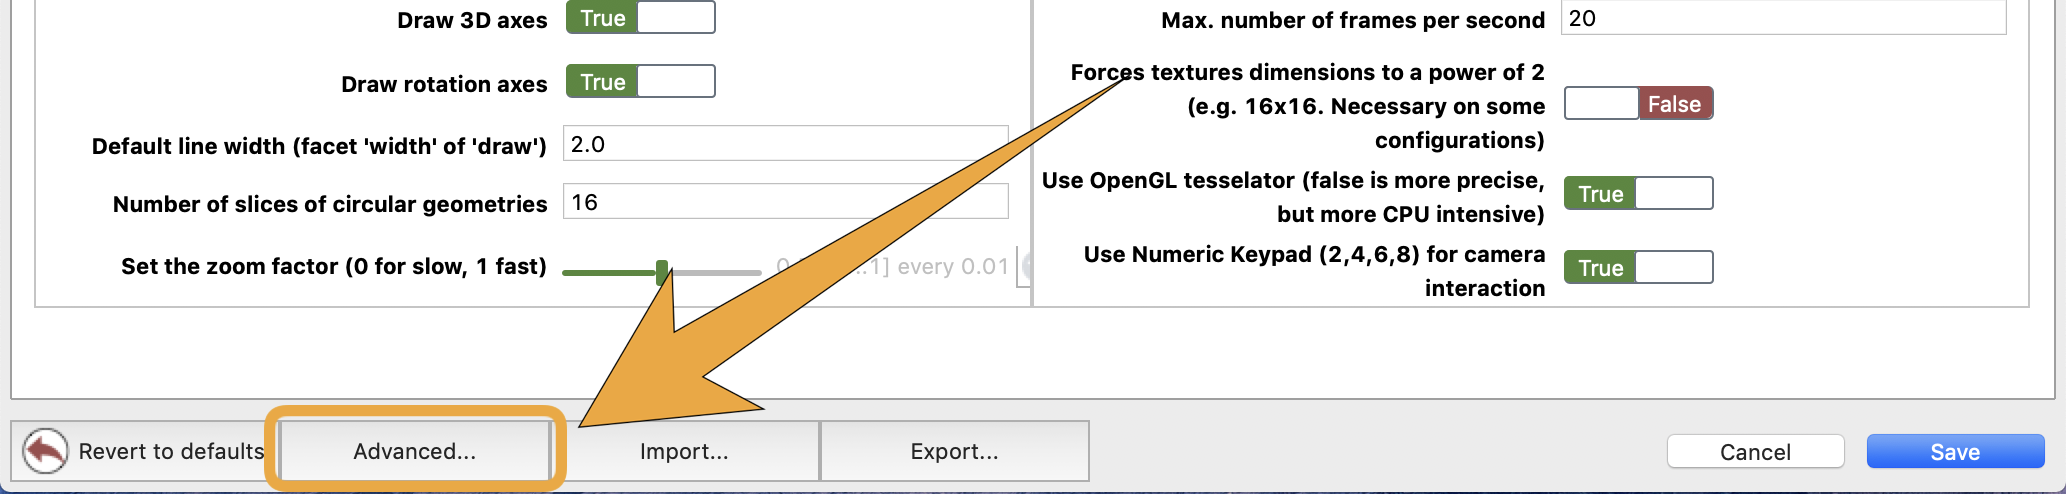 Draw 3D axes True
Draw rotation axes True
Default line width (facet 'width' of 'draw') 2.0
Number of slices of circular geometries 16
Set the zoom factor (0 for slow, 1 fast) ..1] every 0.01
Max. number of frames per second 20
Forces textures dimensions to a power of 2
(e.g. 16x16. Necessary on some
configurations)
False
Use OpenGL tesselator (false is more precise,
but more CPU intensive)
True
Use Numeric Keypad (2,4,6,8) for camera
interaction
True
Revert to defaults Advanced... Import... Export... Cancel Save